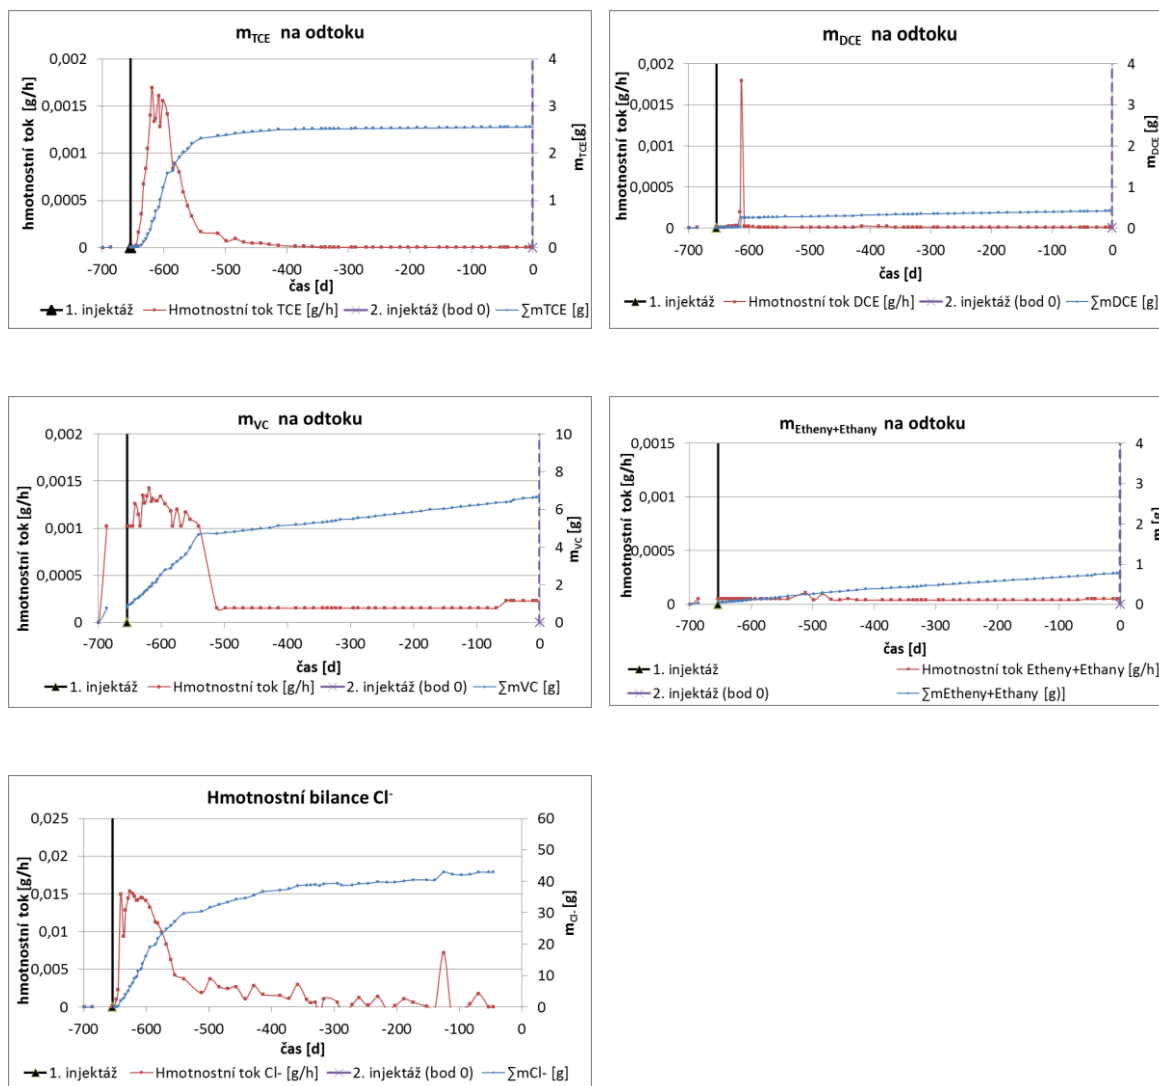 m_TCE na odtoku
hmotnostní tok [g/h]
0,002
0,0015
0,001
0,0005
0
4
3
2
1
0
m_TCE[g]
-700 -600 -500 -400 -300 -200 -100 0
čas [d]
1. injektáž Hmotnostní tok TCE [g/h] 2. injektáž (bod 0) ∑mTCE [g]
m_DCE na odtoku
hmotnostní tok [g/h]
0,002
0,0015
0,001
0,0005
0
4
3
2
1
0
m_DCE [g]
-700 -600 -500 -400 -300 -200 -100 0
čas [d]
1. injektáž Hmotnostní tok DCE [g/h] 2. injektáž (bod 0) ∑mDCE [g]
m_VC na odtoku
hmotnostní tok [g/h]
0,002
0,0015
0,001
0,0005
0
10
8
6
4
2
0
m_VC [g]
-700 -600 -500 -400 -300 -200 -100 0
čas [d]
1. injektáž Hmotnostní tok [g/h] 2. injektáž (bod 0) ∑mVC [g]
m_Etheny+Ethany na odtoku
hmotnostní tok [g/h]
0,0015
0,001
0,0005
0
4
3
2
1
0
-700 -600 -500 -400 -300 -200 -100 0
čas [d]
1. injektáž Hmotnostní tok Etheny+Ethany [g/h]
2. injektáž (bod 0) ∑mEtheny+Ethany [g)]
Hmotnostní bilance Cl⁻
hmotnostní tok[g/h]
0,025
0,02
0,015
0,01
0,005
0
60
50
40
30
20
10
0
m_Cl- [g]
-700 -600 -500 -400 -300 -200 -100 0
čas [d]
1. injektáž Hmotnostní tok Cl- [g/h] 2. injektáž (bod 0) ∑mCl- [g]